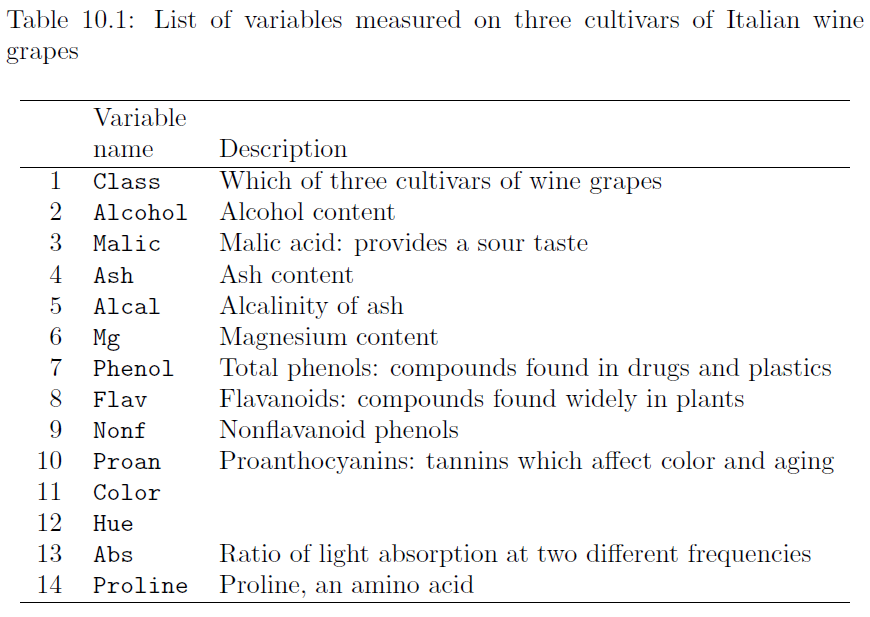 Table 10.1: List of variables measured on three cultivars of Italian wine
grapes
Variable
name Description
1 Class Which of three cultivars of wine grapes
2 Alcohol Alcohol content
3 Malic Malic acid: provides a sour taste
4 Ash Ash content
5 Alcal Alcalinity of ash
6 Mg Magnesium content
7 Phenol Total phenols: compounds found in drugs and plastics
8 Flav Flavanoids: compounds found widely in plants
9 Nonf Nonflavanoid phenols
10 Proan Proanthocyanins: tannins which affect color and aging
11 Color
12 Hue
13 Abs Ratio of light absorption at two different frequencies
14 Proline Proline, an amino acid